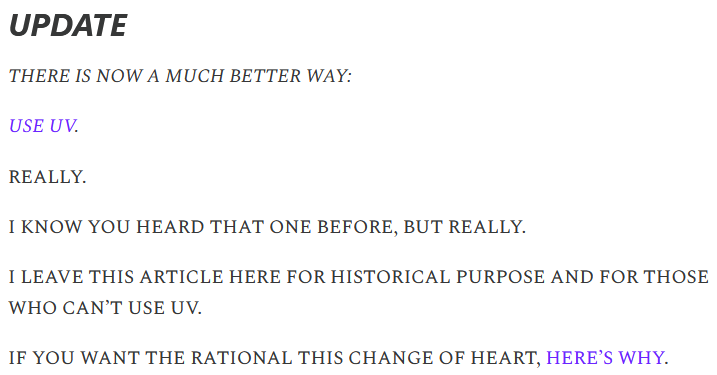 UPDATE
THERE IS NOW A MUCH BETTER WAY:
USE UV.
REALLY.
I KNOW YOU HEARD THAT ONE BEFORE, BUT REALLY.
I LEAVE THIS ARTICLE HERE FOR HISTORICAL PURPOSE AND FOR THOSE
WHO CAN’T USE UV.
IF YOU WANT THE RATIONAL THIS CHANGE OF HEART, HERE’S WHY.